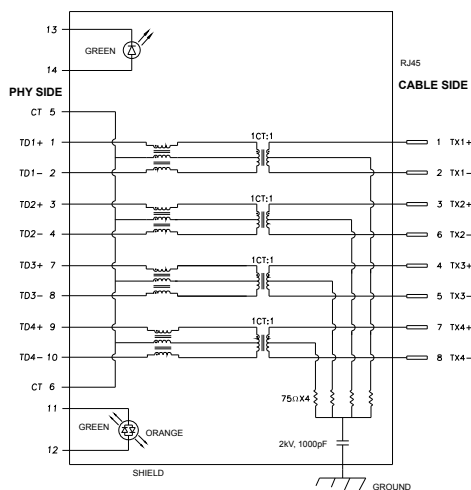 13
GREEN
14
RJ45
PHY SIDE
CABLE SIDE
CT 5
1CT:1
TD1+ 1
1 TX1+
TD1- 2
2 TX1-
1CT:1
TD2+ 3
3 TX2+
TD2- 4
6 TX2-
1CT:1
TD3+ 7
4 TX3+
TD3- 8
5 TX3-
1CT:1
TD4+ 9
7 TX4+
TD4- 10
8 TX4-
CT 6
75ΩX4
11
GREEN
ORANGE
2kV, 1000pF
12
SHIELD
GROUND